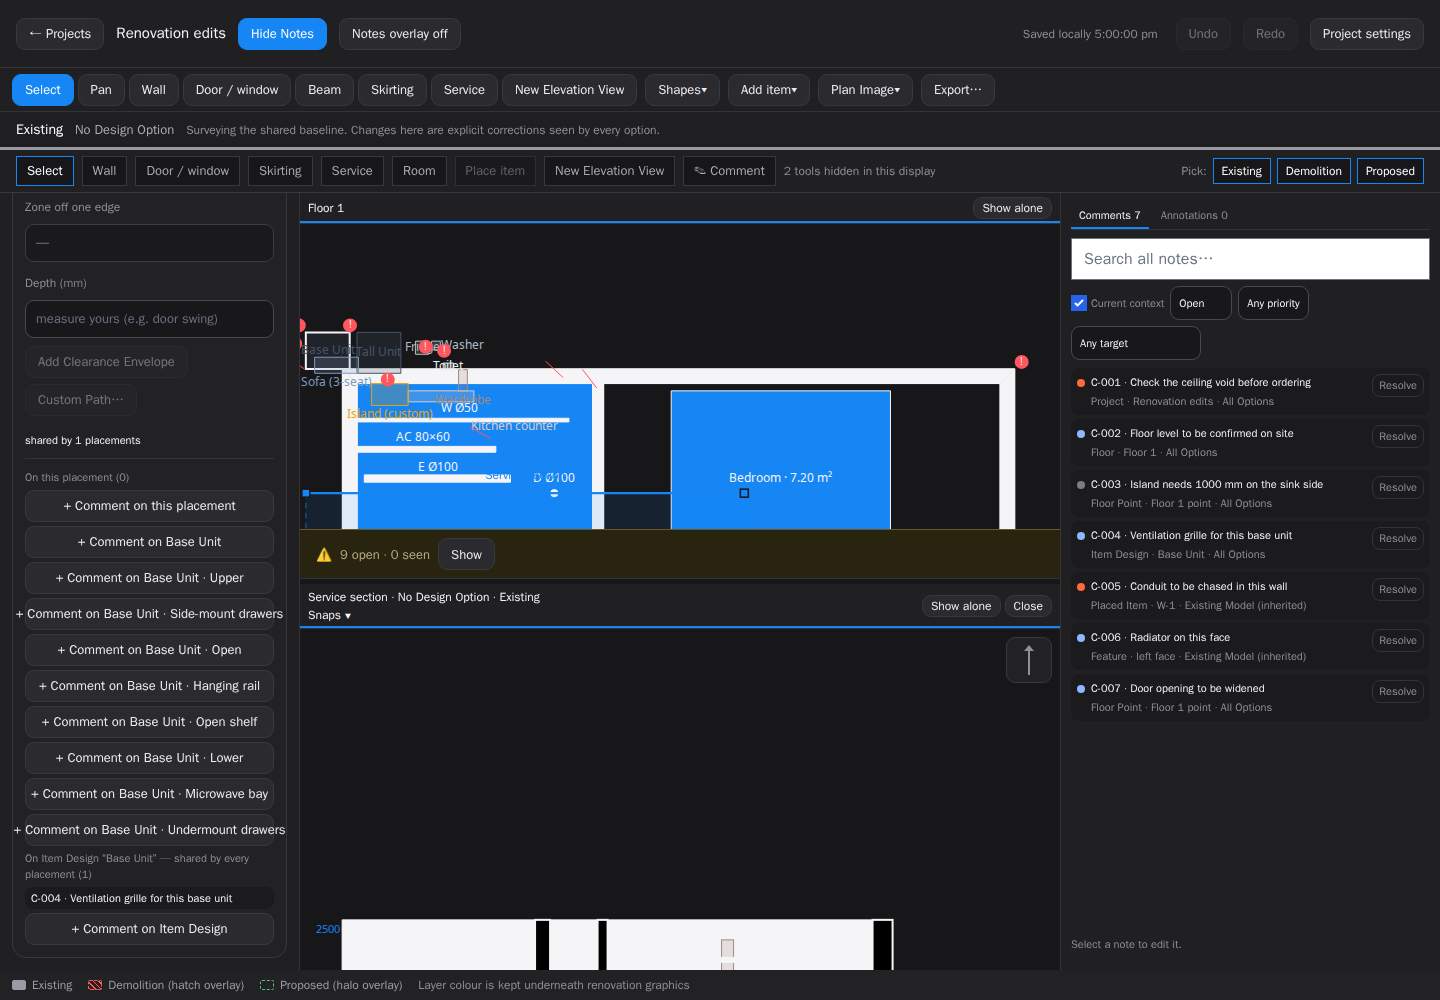 ← Projects
Renovation edits
Hide Notes
Notes overlay off
Saved locally 5:00:00 pm
Undo
Redo
Project settings
Select
Pan
Wall
Door / window
Beam
Skirting
Service
New Elevation View
Shapes▾
Add item▾
Plan Image▾
Export···
Existing
No Design Option
Surveying the shared baseline. Changes here are explicit corrections seen by every option.
Select
Wall
Door / window
Skirting
Service
Room
Place item
New Elevation View
✎ Comment
2 tools hidden in this display
Pick:
Existing
Demolition
Proposed
Zone off one edge
—
Depth (mm)
measure yours (e.g. door swing)
Add Clearance Envelope
Custom Path···
shared by 1 placements
On this placement (0)
+ Comment on this placement
+ Comment on Base Unit
+ Comment on Base Unit · Upper
+ Comment on Base Unit · Side-mount drawers
+ Comment on Base Unit · Open
+ Comment on Base Unit · Hanging rail
+ Comment on Base Unit · Open shelf
+ Comment on Base Unit · Lower
+ Comment on Base Unit · Microwave bay
+ Comment on Base Unit · Undermount drawers
On Item Design "Base Unit" — shared by every
placement (1)
C-004 · Ventilation grille for this base unit
+ Comment on Item Design
Floor 1
Show alone
Base Unit
Tall Unit
Washer
Toilet
Sofa (3-seat)
Wardrobe
Island (custom)
W Ø50
Kitchen counter
AC 80×60
E Ø100
D Ø100
Bedroom · 7.20 m²
⚠️ 9 open · 0 seen
Show
Service section · No Design Option · Existing
Snaps ▾
Show alone
Close
2500
Comments 7
Annotations 0
Search all notes···
Current context
Open
Any priority
Any target
C-001 · Check the ceiling void before ordering
Project · Renovation edits · All Options
Resolve
C-002 · Floor level to be confirmed on site
Floor · Floor 1 · All Options
Resolve
C-003 · Island needs 1000 mm on the sink side
Floor Point · Floor 1 point · All Options
Resolve
C-004 · Ventilation grille for this base unit
Item Design · Base Unit · All Options
Resolve
C-005 · Conduit to be chased in this wall
Placed Item · W-1 · Existing Model (inherited)
Resolve
C-006 · Radiator on this face
Feature · left face · Existing Model (inherited)
Resolve
C-007 · Door opening to be widened
Floor Point · Floor 1 point · All Options
Resolve
Select a note to edit it.
Existing
Demolition (hatch overlay)
Proposed (halo overlay)
Layer colour is kept underneath renovation graphics